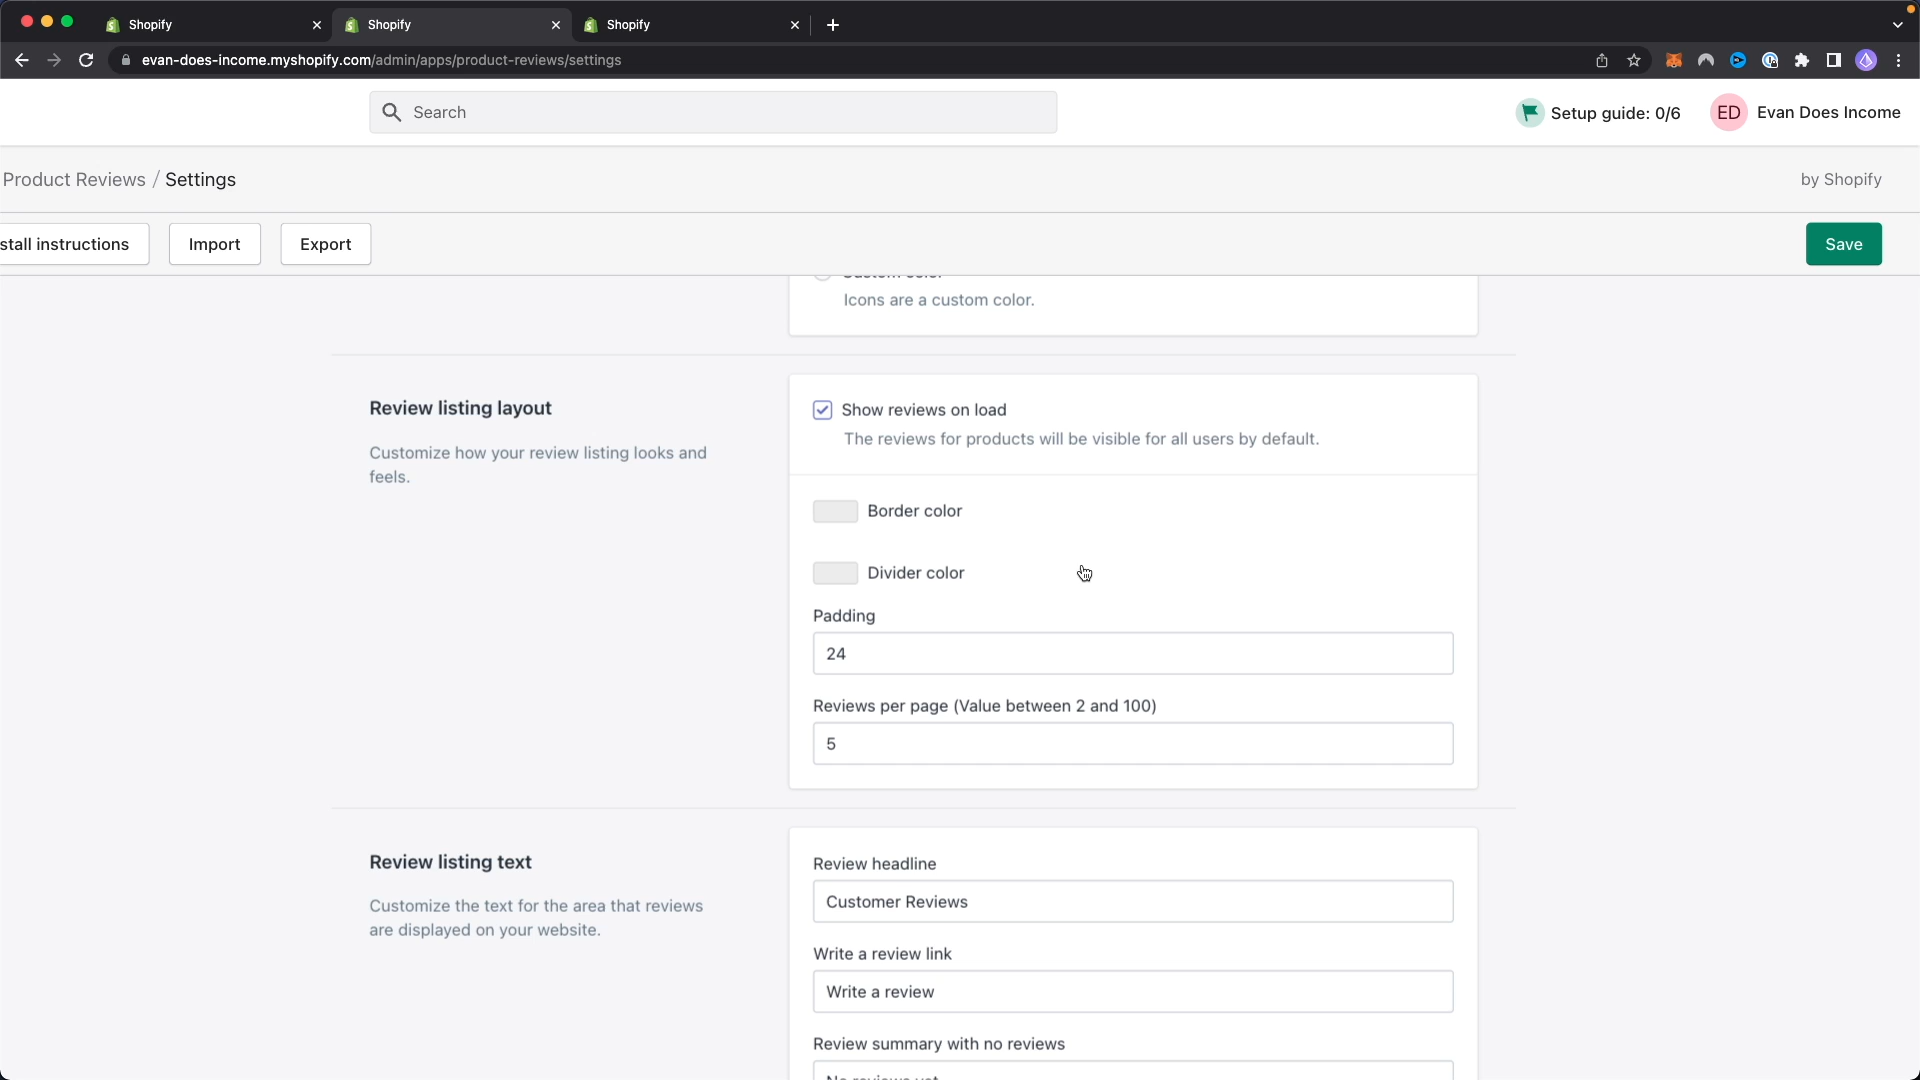 Shopify
Shopify
Shopify
evan-does-income.myshopify.com/admin/apps/product-reviews/settings
Search
Setup guide: 0/6
ED
Evan Does Income
Product Reviews / Settings
by Shopify
stall instructions
Import
Export
Save
Custom color
Icons are a custom color.
Review listing layout
Customize how your review listing looks and
feels.
Show reviews on load
The reviews for products will be visible for all users by default.
Border color
Divider color
Padding
24
Reviews per page (Value between 2 and 100)
5
Review listing text
Customize the text for the area that reviews
are displayed on your website.
Review headline
Customer Reviews
Write a review link
Write a review
Review summary with no reviews
No reviews yet